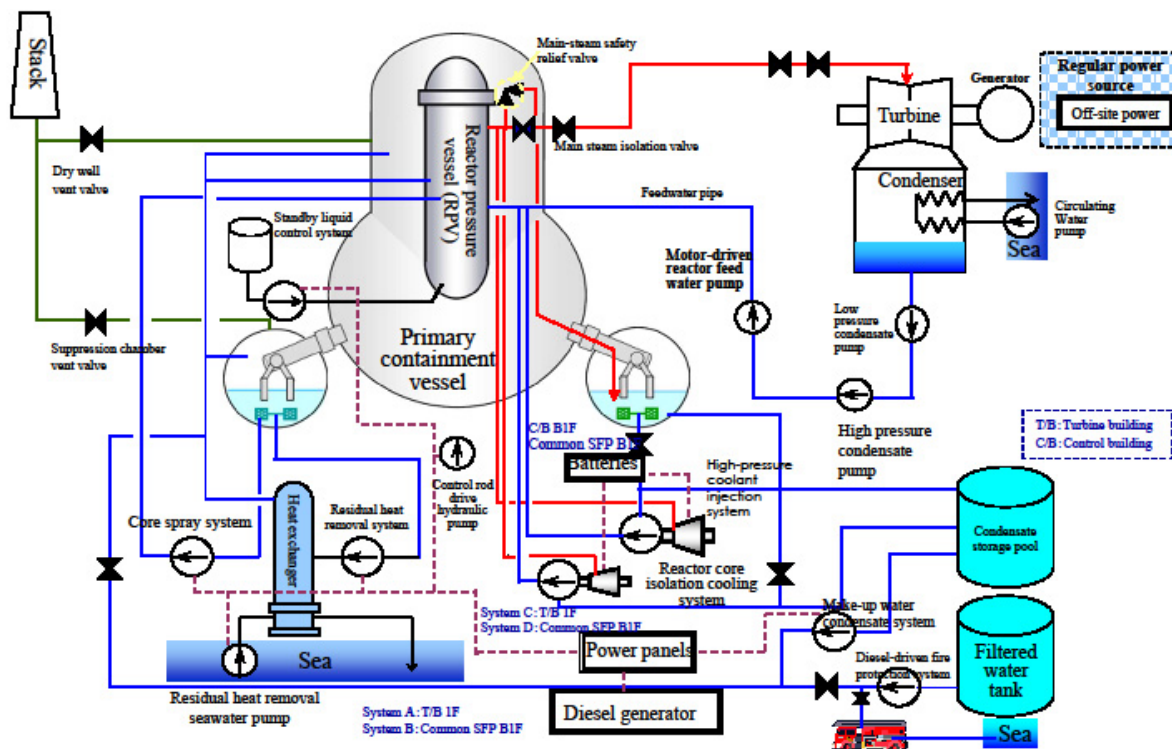 Stack
Main-steam safety
relief valve
Reactor pressure
vessel (RPV)
Main steam isolation valve
Generator
Turbine
Regular power
source
Off-site power
Condenser
Circulating
Water
pump
Sea
Dry well
vent valve
Feedwater pipe
Standby liquid
control system
Motor-driven
reactor feed
water pump
Low
pressure condensate
pump
Suppression chamber
vent valve
Primary
containment
vessel
High pressure
condensate
pump
T/B: Turbine building
C/B: Control building
C/B B1F
Common SFP B1F
Batteries
High-pressure
coolant
injection
system
Control rod
drive hydraulic
pump
Core spray system
Heat exchanger
Residual heat
removal system
Condensate
storage pool
Reactor core
isolation cooling
system
System C: T/B 1F
System D: Common SFP B1F
Make-up water
condensate system
Power panels
Sea
Diesel-driven fire
protection system
Filtered
water
tank
Residual heat removal
seawater pump
System A: T/B 1F
System B: Common SFP B1F
Diesel generator
Sea